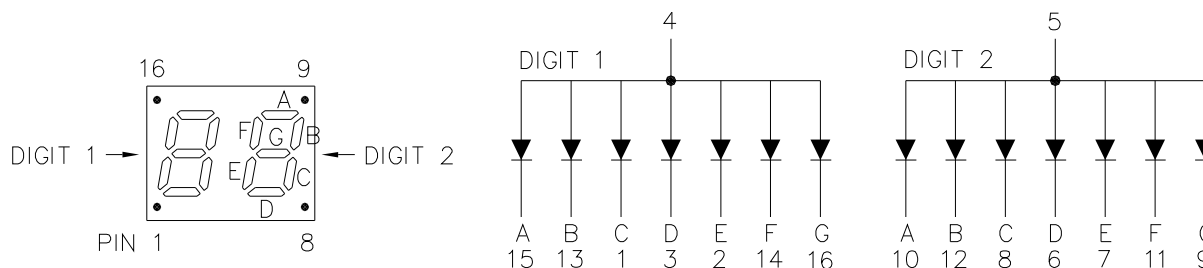 16 9
A
F B
G
DIGIT 1 DIGIT 2
E C
D
PIN 1 8
4
DIGIT 1
A B C D E F G
15 13 1 3 2 14 16
5
DIGIT 2
A B C D E F
10 12 8 6 7 11 9